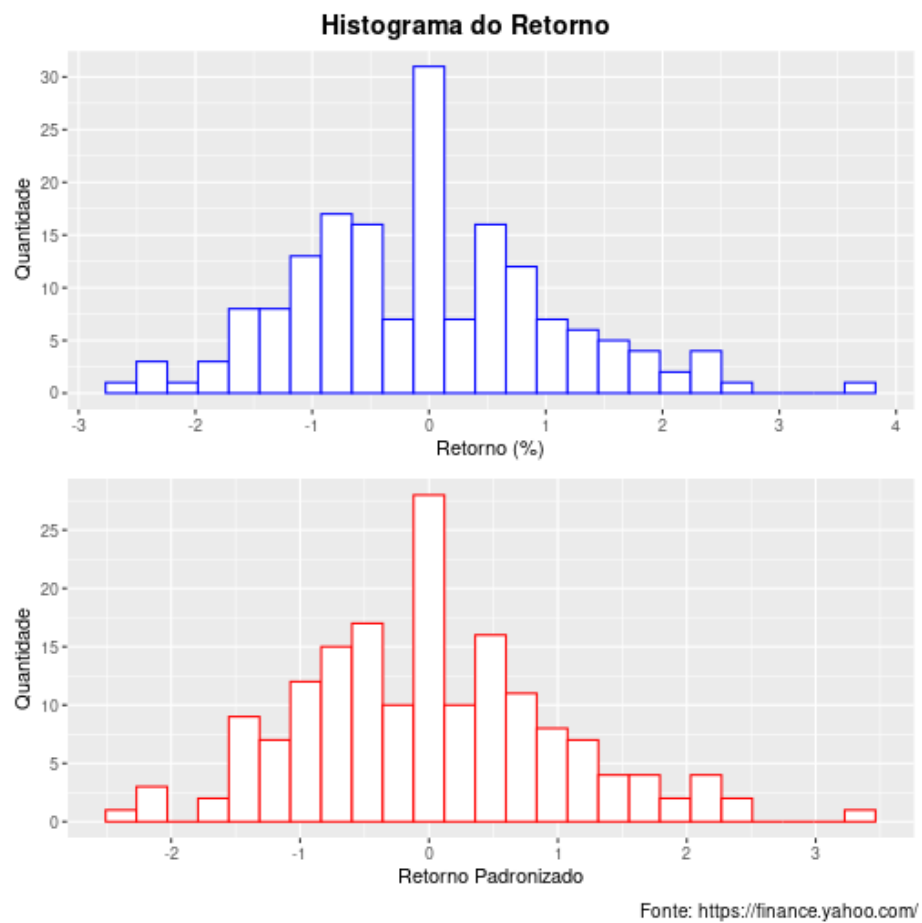 Histograma do Retorno
30
25
20
15
10
5
0
Quantidade
-3 -2 -1 0 1 2 3 4
Retorno (%)
25
20
15
10
5
0
Quantidade
-2 -1 0 1 2 3
Retorno Padronizado
Fonte: https://finance.yahoo.com/